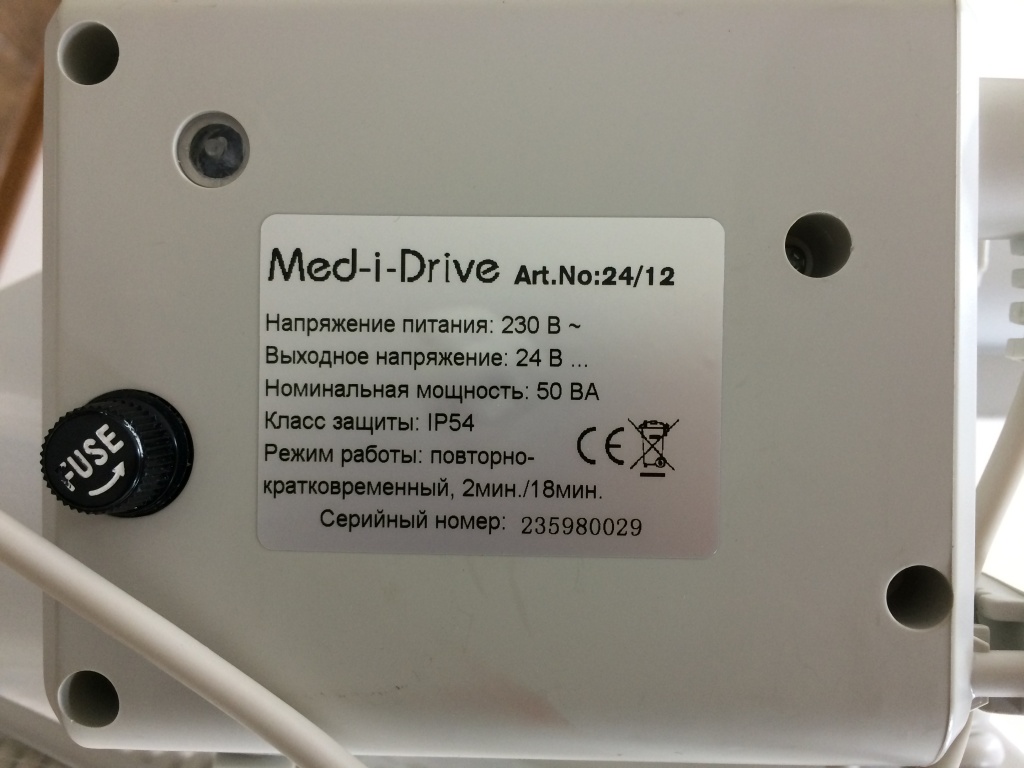 Med-i-Drive Art.No:24/12
Напряжение питания: 230 В ~
Выходное напряжение: 24 В ...
Номинальная мощность: 50 ВА
Класс защиты: IP54
Режим работы: повторно-
кратковременный, 2мин./18мин.
Серийный номер: 235980029
CE
FUSE